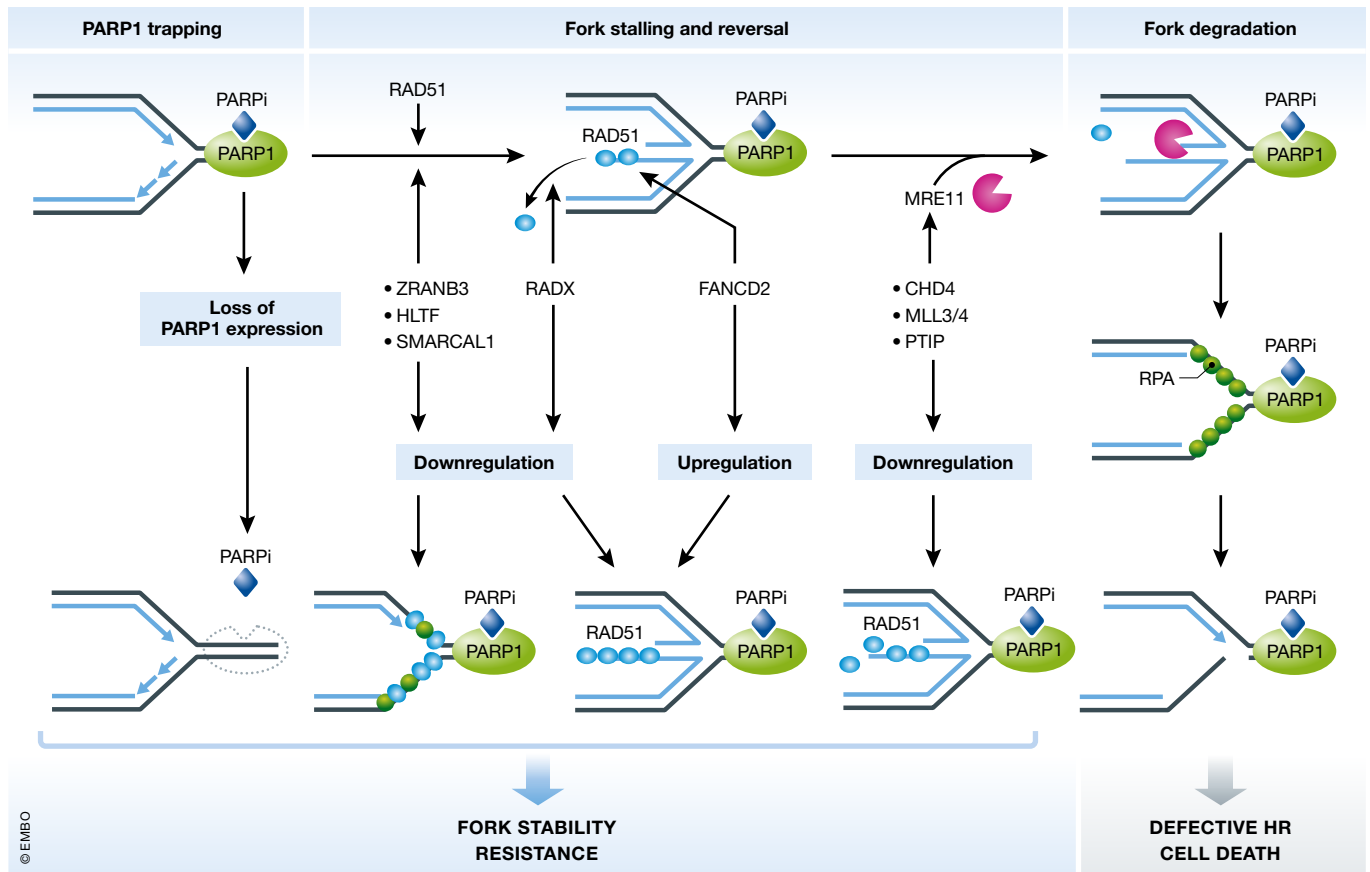 PARP1 trapping
Fork stalling and reversal
Fork degradation
PARPi
PARP1
RAD51
RAD51
PARPi
PARP1
MRE11
PARPi
PARP1
Loss of
PARP1 expression
• ZRANB3
• HLTF
• SMARCAL1
RADX
FANCD2
• CHD4
• MLL3/4
• PTIP
RPA
PARPi
PARP1
Downregulation
Upregulation
Downregulation
PARPi
PARPi
PARP1
RAD51
PARPi
PARP1
RAD51
PARPi
PARP1
PARPi
PARP1
FORK STABILITY
RESISTANCE
DEFECTIVE HR
CELL DEATH
© EMBO